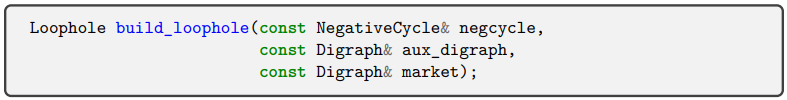 Loophole build_loophole(const NegativeCycle& negcycle,
                        const Digraph& aux_digraph,
                        const Digraph& market);